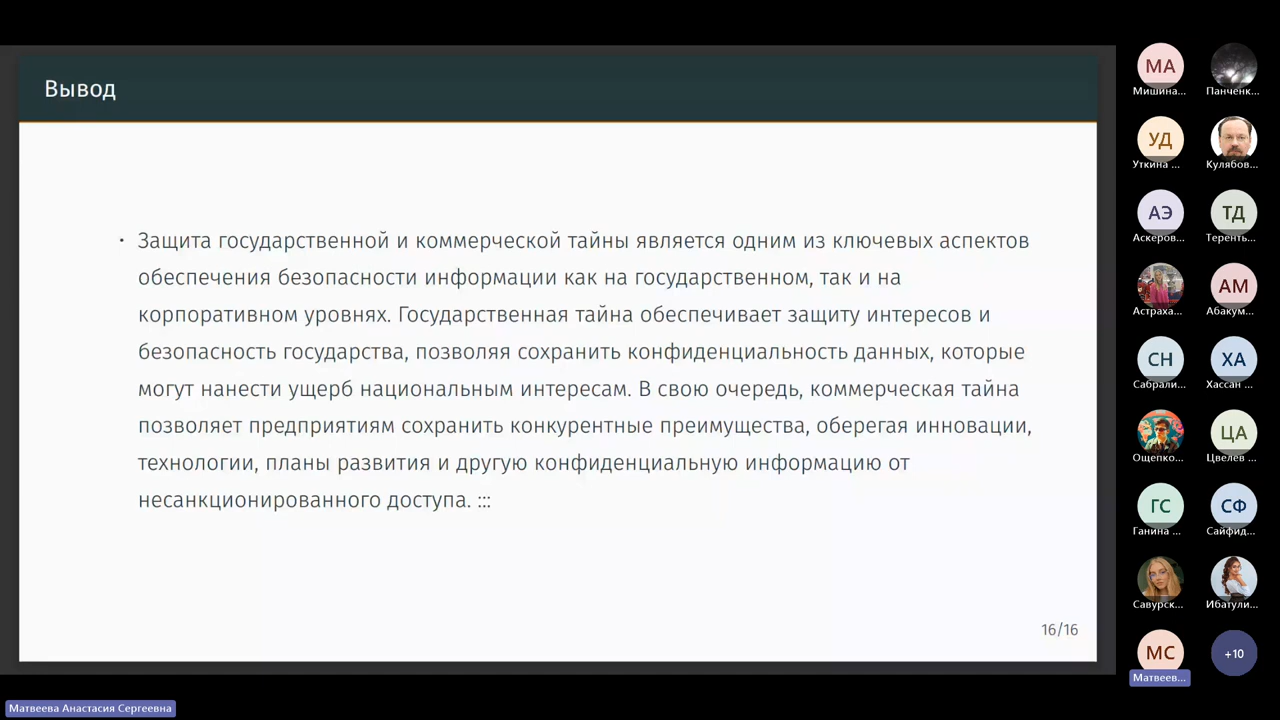 Вывод
• Защита государственной и коммерческой тайны является одним из ключевых аспектов
обеспечения безопасности информации как на государственном, так и на
корпоративном уровнях. Государственная тайна обеспечивает защиту интересов и
безопасность государства, позволяя сохранить конфиденциальность данных, которые
могут нанести ущерб национальным интересам. В свою очередь, коммерческая тайна
позволяет предприятиям сохранить конкурентные преимущества, оберегая инновации,
технологии, планы развития и другую конфиденциальную информацию от
несанкционированного доступа. :::
16/16
МА
Мишина...
Панченк...
УД
Уткина ...
Кулябов...
АЭ
Аскеров...
ТД
Теренть...
Астраха...
АМ
Абакум...
СН
Сабрали...
ХА
Хассан ...
Ощепко...
ЦА
Цвелев ...
ГС
Ганина ...
СФ
Сайфид...
Савурск...
Ибатули...
МС
Матвеев...
+10
Матвеева Анастасия Сергеевна